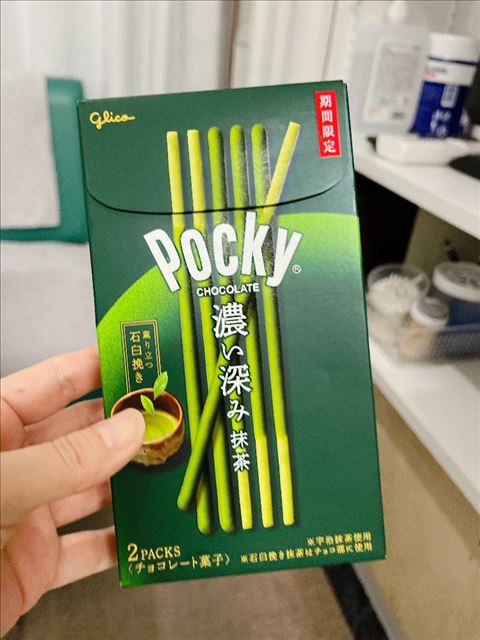 Glico
期間限定
Pocky®
CHOCOLATE
濃い深み
抹茶
薫り立つ
石臼挽き
2 PACKS
〈チョコレート菓子〉
※宇治抹茶使用
※石臼挽き抹茶はチョコ部に使用